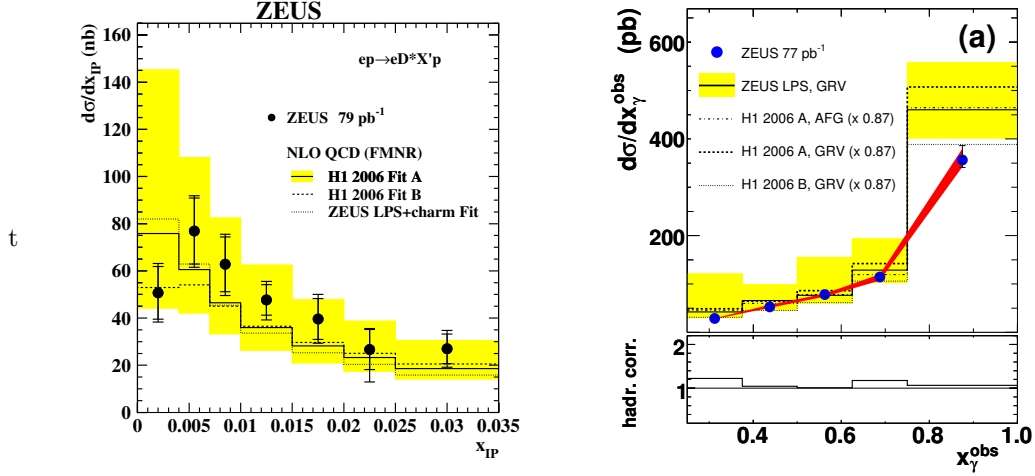 t
ZEUS
dσ/dx_IP (nb)
160
140
120
100
80
60
40
20
0
ep→eD*X'p
ZEUS 79 pb⁻¹
NLO QCD (FMNR)
H1 2006 Fit A
H1 2006 Fit B
ZEUS LPS+charm Fit
0 0.005 0.01 0.015 0.02 0.025 0.03 0.035
x_IP
(a)
dσ/dx_γ^obs (pb)
600
400
200
ZEUS 77 pb⁻¹
ZEUS LPS, GRV
H1 2006 A, AFG (x 0.87)
H1 2006 A, GRV (x 0.87)
H1 2006 B, GRV (x 0.87)
hadr. corr.
2
1
0.4 0.6 0.8 1.0
x_γ^obs